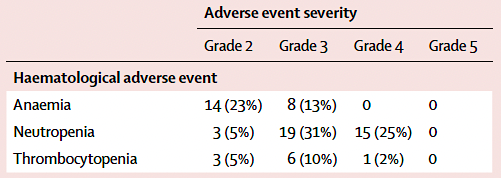 Adverse event severity
Grade 2 Grade 3 Grade 4 Grade 5
Haematological adverse event
Anaemia 14 (23%) 8 (13%) 0 0
Neutropenia 3 (5%) 19 (31%) 15 (25%) 0
Thrombocytopenia 3 (5%) 6 (10%) 1 (2%) 0